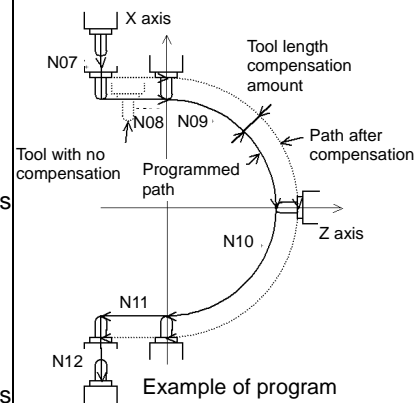 X axis
N07
Tool length
compensation
amount
N08
N09
Path after
compensation
Tool with no
compensation
Programmed
path
s
Z axis
N10
N11
N12
Example of program
s